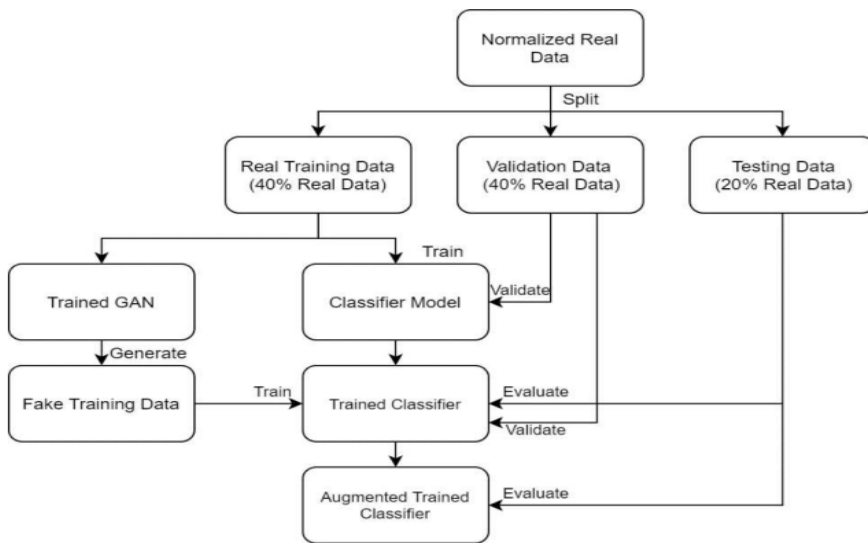 Normalized Real
Data
Split
Real Training Data
(40% Real Data)
Validation Data
(40% Real Data)
Testing Data
(20% Real Data)
Train
Trained GAN
Classifier Model
Validate
Generate
Fake Training Data
Train
Trained Classifier
Evaluate
Validate
Augmented Trained
Classifier
Evaluate